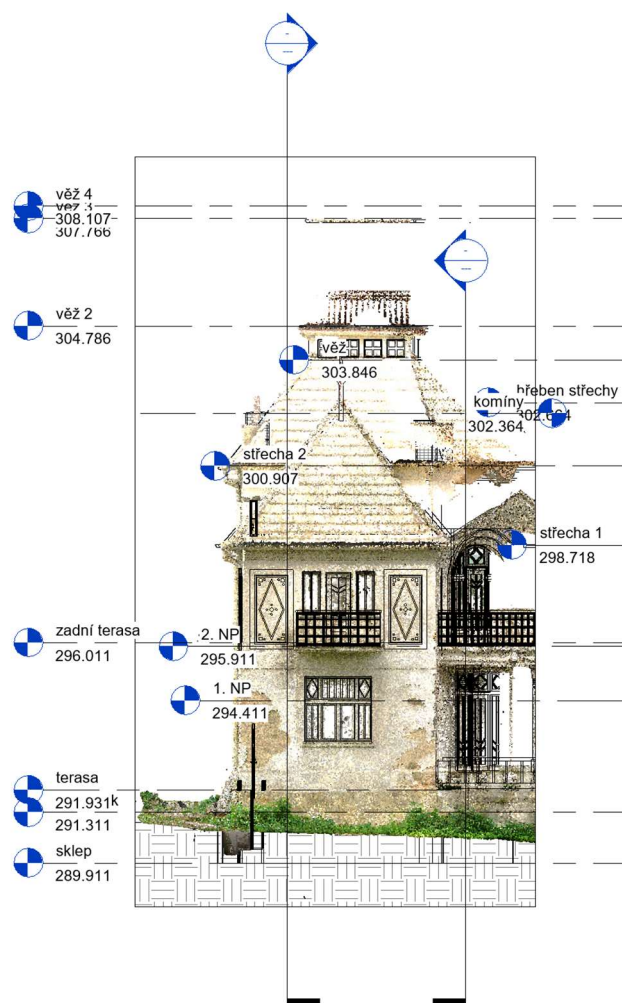 věž 4
věž 3
308.107
307.766
věž 2
304.786
věž
303.846
hřeben střechy
komíny
302.364
střecha 2
300.907
střecha 1
298.718
zadní terasa
296.011
2. NP
295.911
1. NP
294.411
terasa
291.931
291.311
sklep
289.911